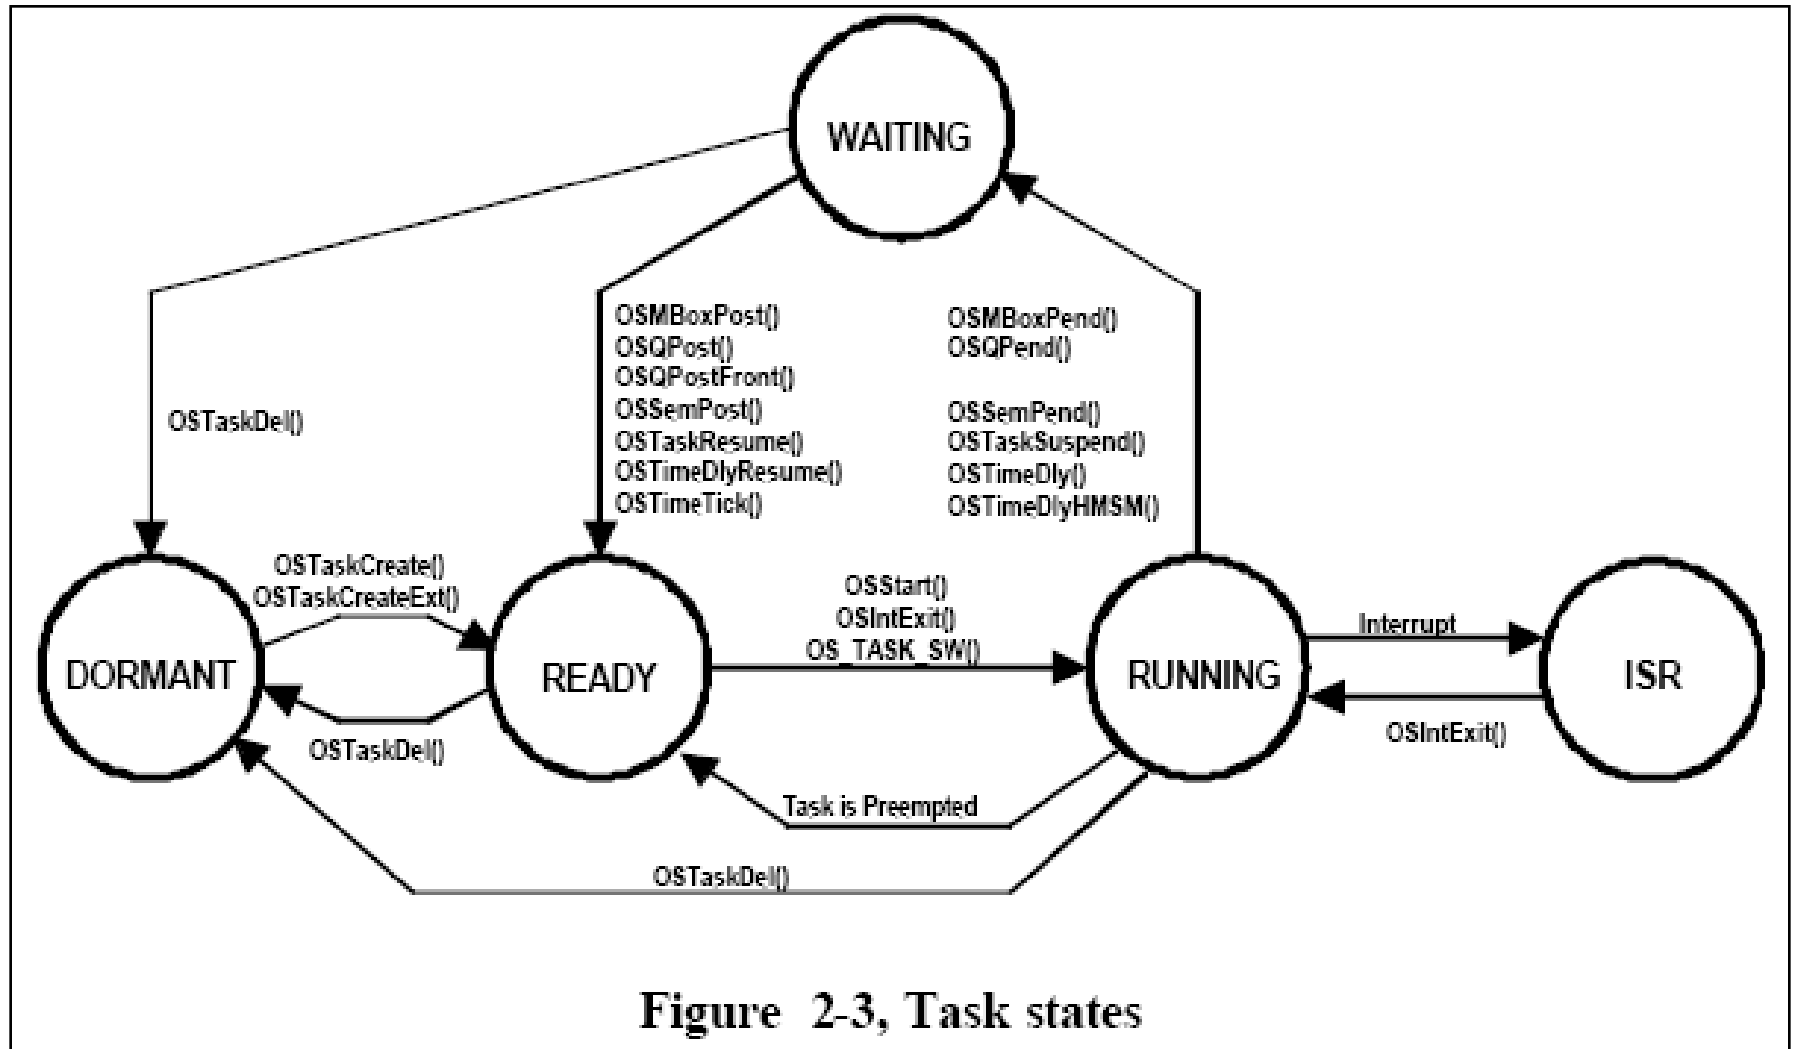 WAITING
OSMBoxPost()
OSQPost()
OSQPostFront()
OSSemPost()
OSTaskResume()
OSTimeDlyResume()
OSTimeTick()
OSMBoxPend()
OSQPend()
OSSemPend()
OSTaskSuspend()
OSTimeDly()
OSTimeDlyHMSM()
OSTaskDel()
OSTaskCreate()
OSTaskCreateExt()
OSStart()
OSIntExit()
OS_TASK_SW()
Interrupt
DORMANT
READY
RUNNING
ISR
OSIntExit()
OSTaskDel()
Task is Preempted
OSTaskDel()
Figure 2-3, Task states